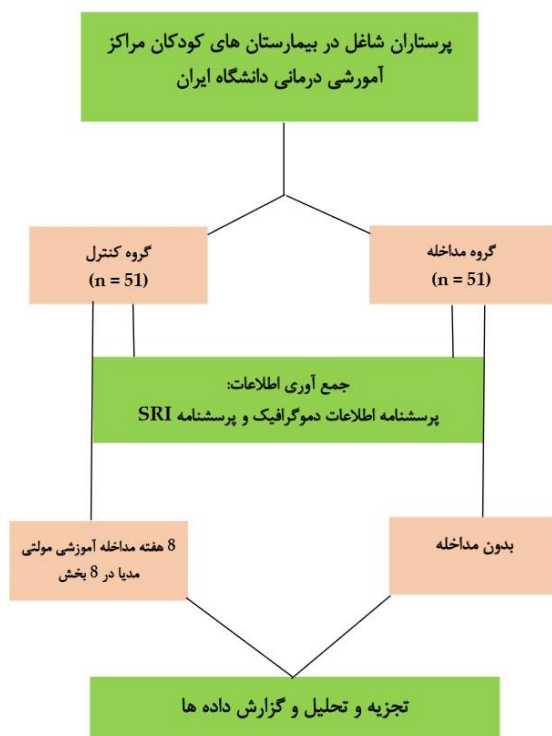 پرستاران شاغل در بیمارستان های کودکان مراکز
آمورشی درمانی دانشگاه ایران
گروه مداخله
(n = 51)
گروه کنترل
(n = 51)
جمع آوری اطلاعات:
پرسشنامه اطلاعات دموگرافیک و پرسشنامه SRI
بدون مداخله
8 هفته مداخله آموزشی مولتی
مدیا در 8 بخش
تجزیه و تحلیل و گزارش داده ها